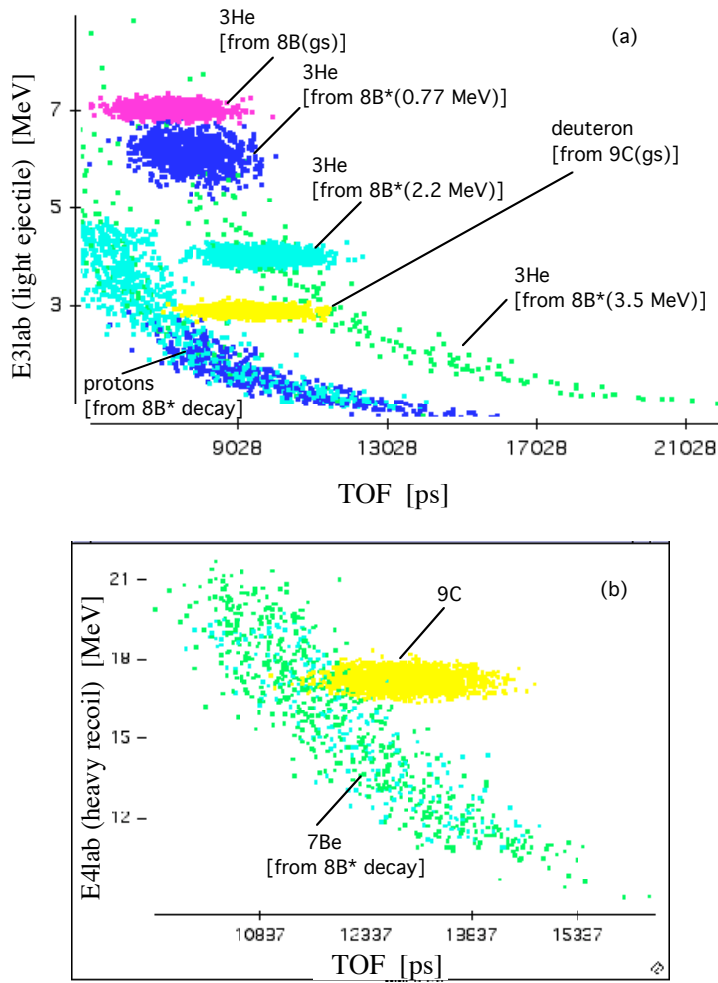 3He
[from 8B(gs)]
(a)
3He
[from 8B*(0.77 MeV)]
deuteron
[from 9C(gs)]
3He
[from 8B*(2.2 MeV)]
3He
[from 8B*(3.5 MeV)]
protons
[from 8B* decay]
E3lab (light ejectile) [MeV]
7
5
3
9028
13028
17028
21028
TOF [ps]
(b)
9C
7Be
[from 8B* decay]
E4lab (heavy recoil) [MeV]
21
18
15
12
10837
12337
13837
15337
TOF [ps]